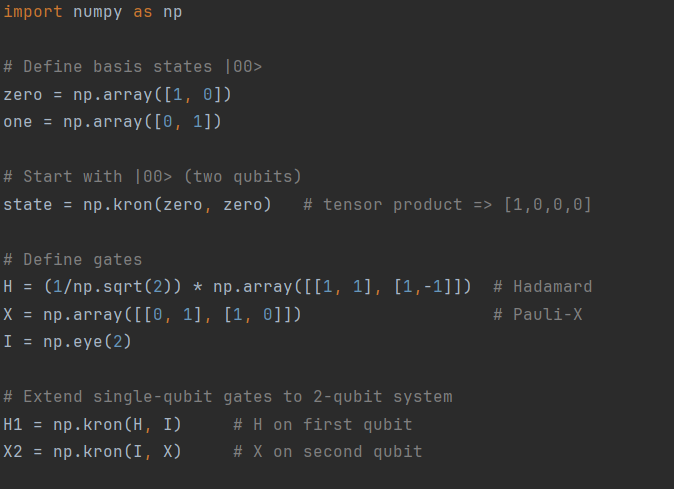 import numpy as np
# Define basis states |00>
zero = np.array([1, 0])
one = np.array([0, 1])
# Start with |00> (two qubits)
state = np.kron(zero, zero)   # tensor product => [1,0,0,0]
# Define gates
H = (1/np.sqrt(2)) * np.array([[1, 1], [1,-1]])  # Hadamard
X = np.array([[0, 1], [1, 0]])                   # Pauli-X
I = np.eye(2)
# Extend single-qubit gates to 2-qubit system
H1 = np.kron(H, I)     # H on first qubit
X2 = np.kron(I, X)     # X on second qubit